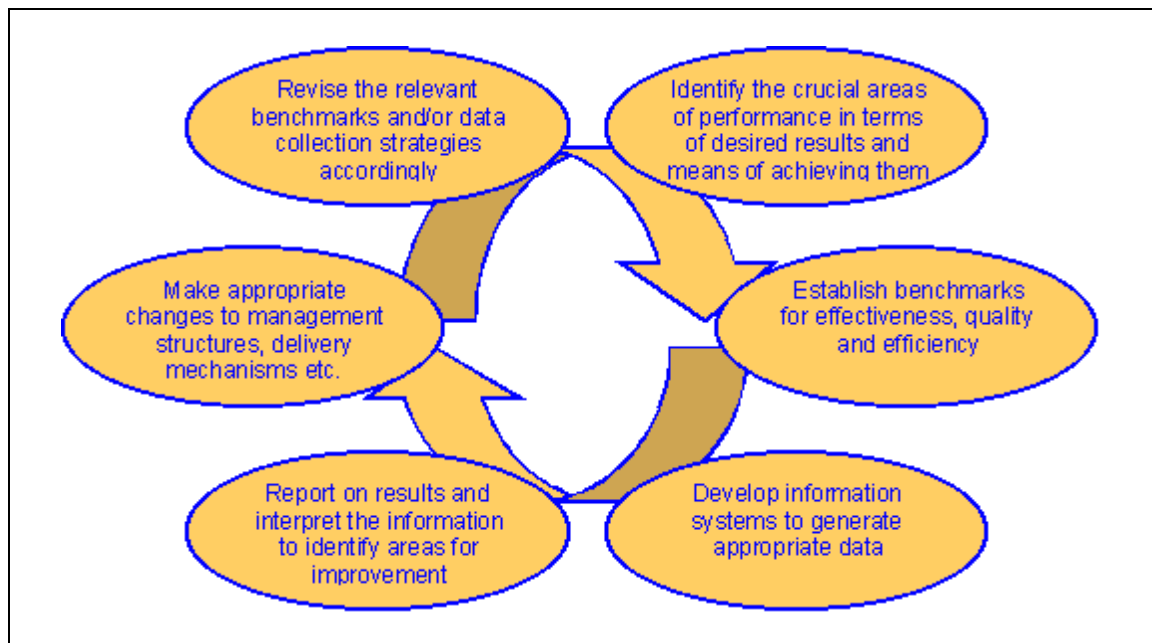 Revise the relevant
benchmarks and/or data
collection strategies
accordingly
Identify the crucial areas
of performance in terms
of desired results and
means of achieving them
Make appropriate
changes to management
structures, delivery
mechanisms etc.
Establish benchmarks
for effectiveness, quality
and efficiency
Report on results and
interpret the information
to identify areas for
improvement
Develop information
systems to generate
appropriate data